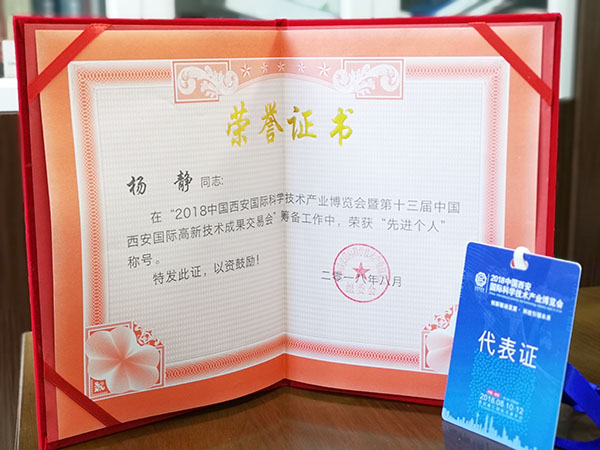 荣誉证书
杨 静 同志:
在“2018中国西安国际科学技术产业博览会暨第十三届中国
西安国际高新技术成果交易会”筹备工作中，荣获“先进个人”
称号。
特发此证，以资鼓励！
二零一八年八月
2018中国西安
国际科学技术产业博览会
代表证
2018.08.10-12